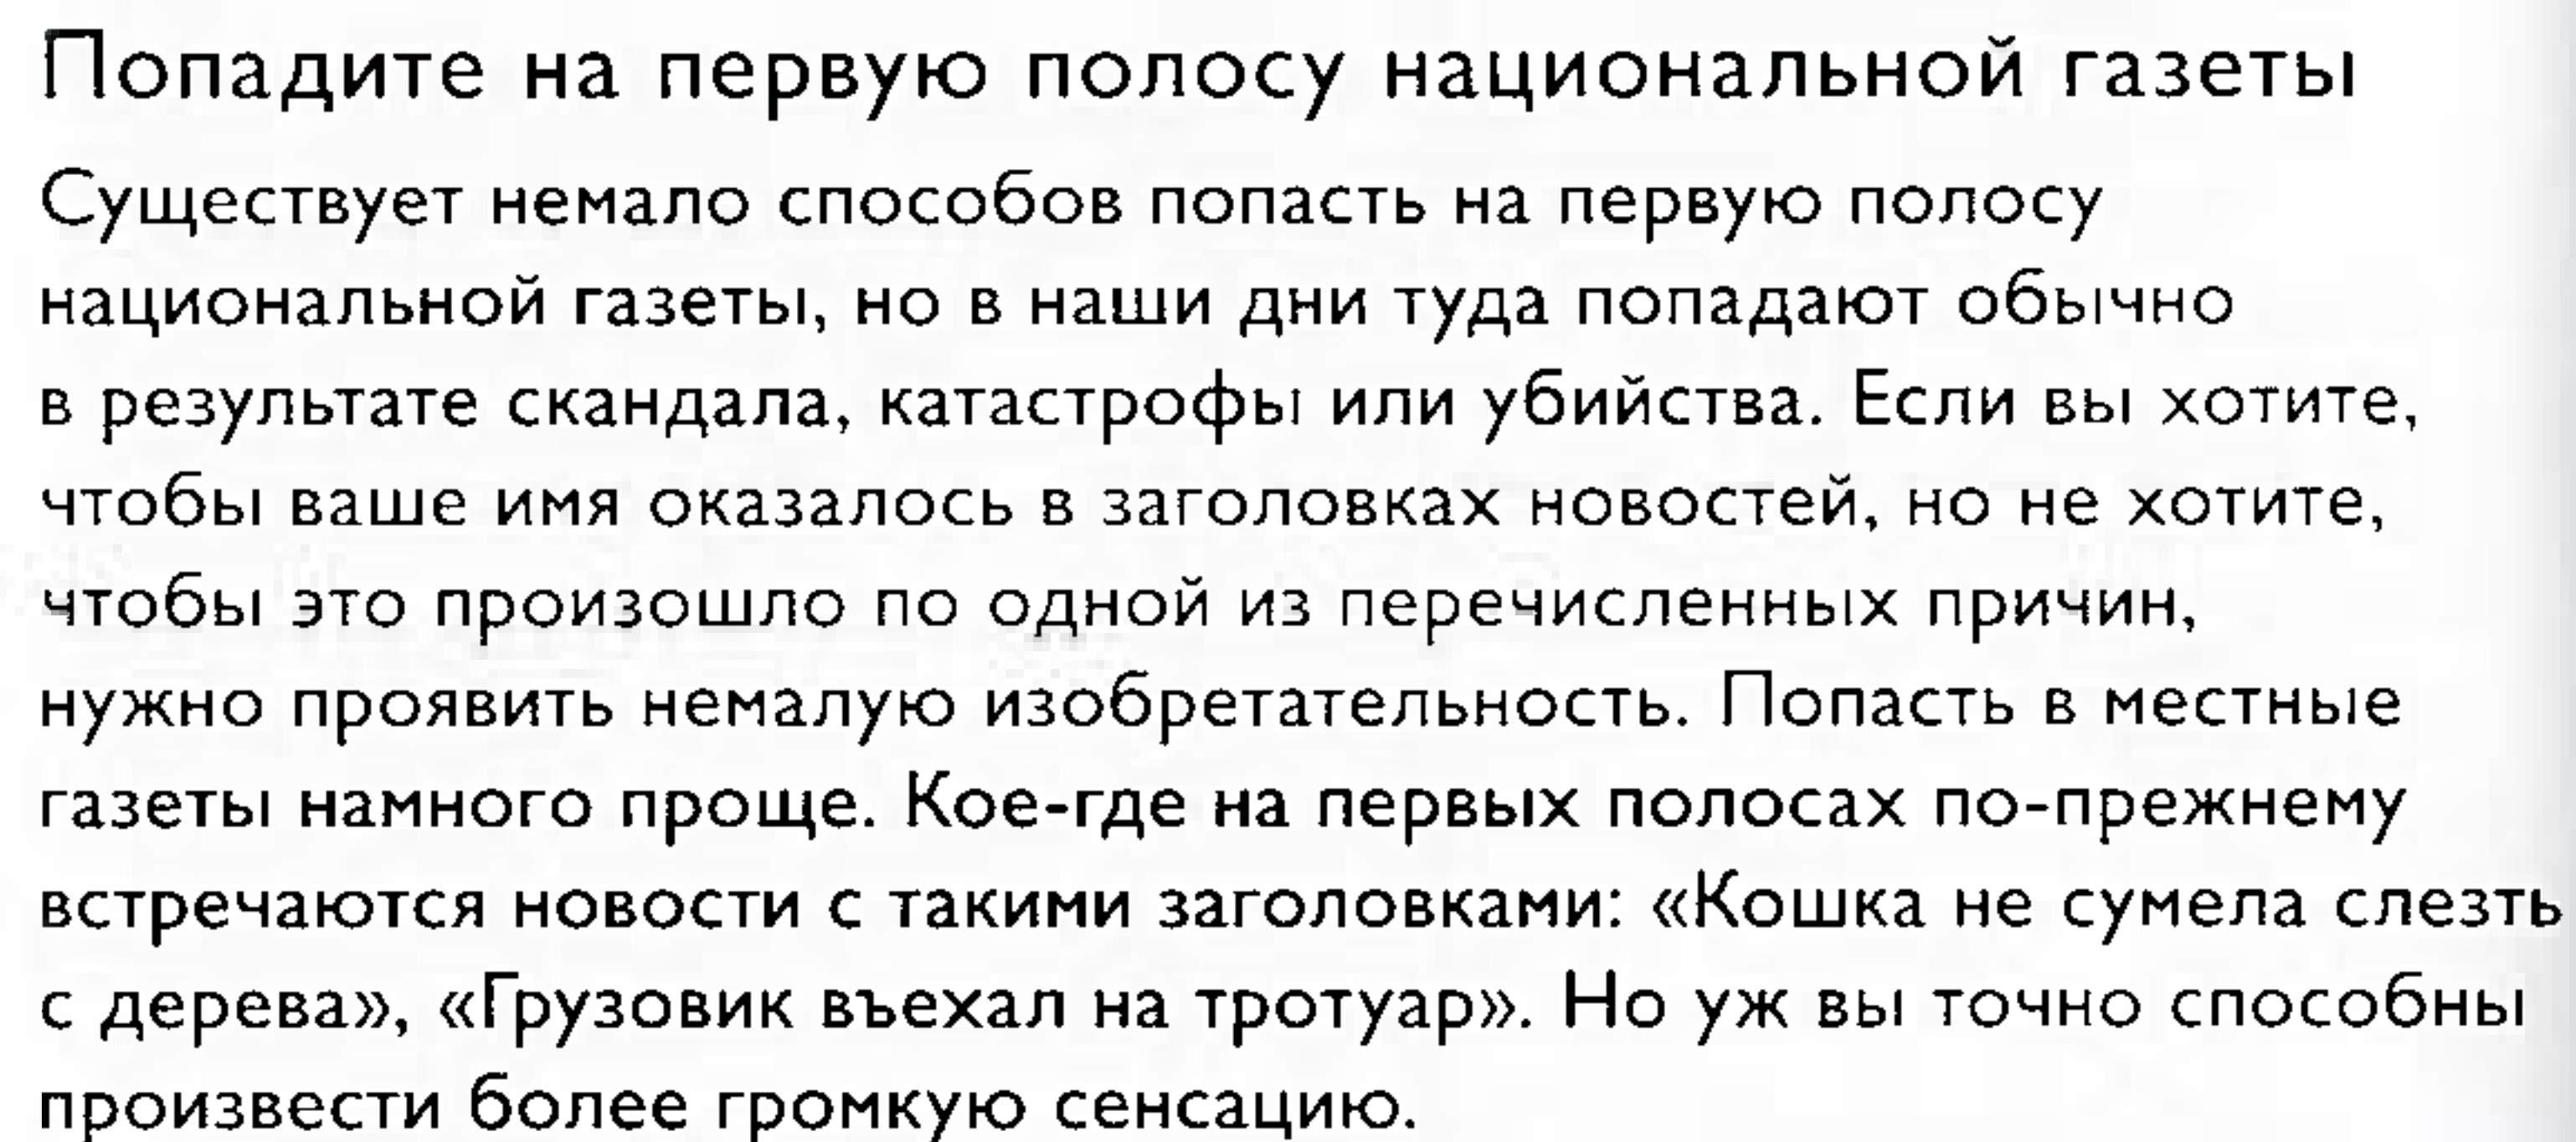 Попадите на первую полосу национальной газеты
Существует немало способов попасть на первую полосу
национальной газеты, но в наши дни туда попадают обычно
в результате скандала, катастрофы или убийства. Если вы хотите,
чтобы ваше имя оказалось в заголовках новостей, но не хотите,
чтобы это произошло по одной из перечисленных причин,
нужно проявить немалую изобретательность. Попасть в местные
газеты намного проще. Кое-где на первых полосах по-прежнему
встречаются новости с такими заголовками: «Кошка не сумела слезть
с дерева», «Грузовик въехал на тротуар». Но уж вы точно способны
произвести более громкую сенсацию.